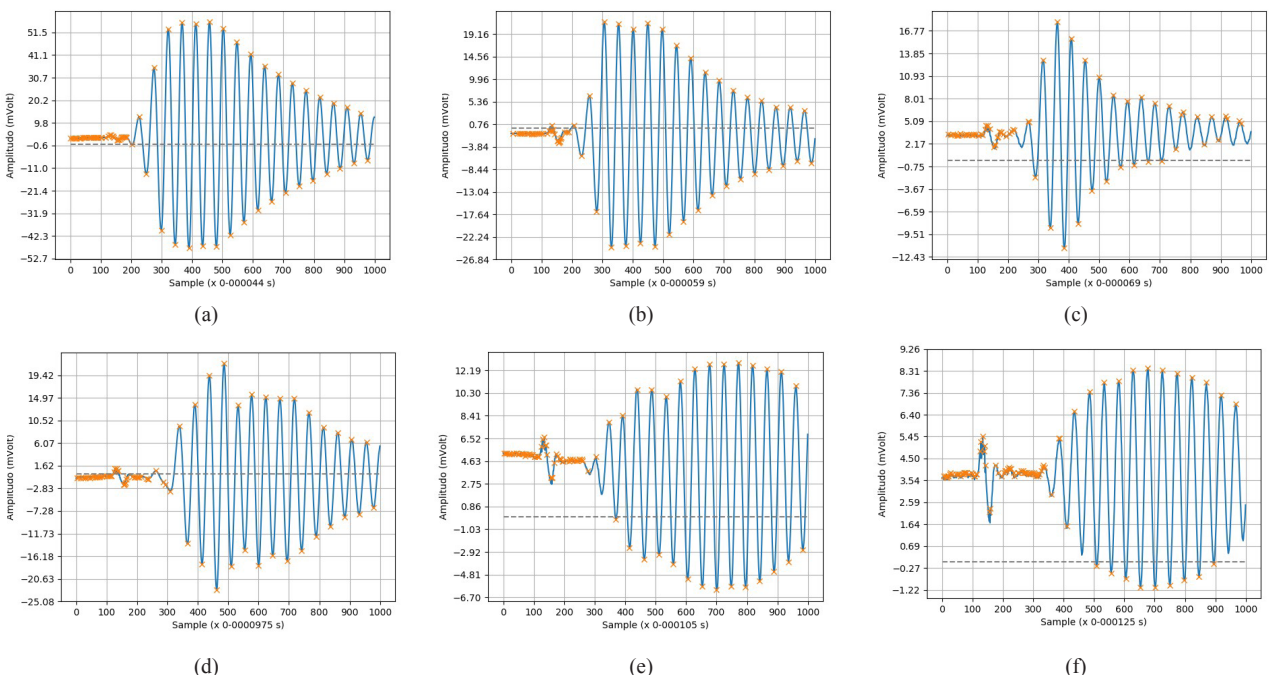 51.5
41.1
30.7
20.2
9.8
−0.6
−11.0
−21.4
−31.9
−42.3
−52.7
Amplitudo (mVolt)
0 100 200 300 400 500 600 700 800 900 1000
Sample (x 0-000044 s)
(a)
19.16
14.56
9.96
5.36
0.76
−3.84
−8.44
−13.04
−17.64
−22.24
−26.84
Amplitudo (mVolt)
0 100 200 300 400 500 600 700 800 900 1000
Sample (x 0-000059 s)
(b)
16.77
13.85
10.93
8.01
5.09
2.17
−0.75
−3.67
−6.59
−9.51
−12.43
Amplitudo (mVolt)
0 100 200 300 400 500 600 700 800 900 1000
Sample (x 0-000069 s)
(c)
19.42
14.97
10.52
6.07
1.62
−2.83
−7.28
−11.73
−16.18
−20.63
−25.08
Amplitudo (mVolt)
0 100 200 300 400 500 600 700 800 900 1000
Sample (x 0-0000975 s)
(d)
12.19
10.30
8.41
6.52
4.63
2.75
0.86
−1.03
−2.92
−4.81
−6.70
Amplitudo (mVolt)
0 100 200 300 400 500 600 700 800 900 1000
Sample (x 0-000105 s)
(e)
9.26
8.31
7.36
6.40
5.45
4.50
3.54
2.59
1.64
0.69
−0.27
−1.22
Amplitudo (mVolt)
0 100 200 300 400 500 600 700 800 900 1000
Sample (x 0-000125 s)
(f)